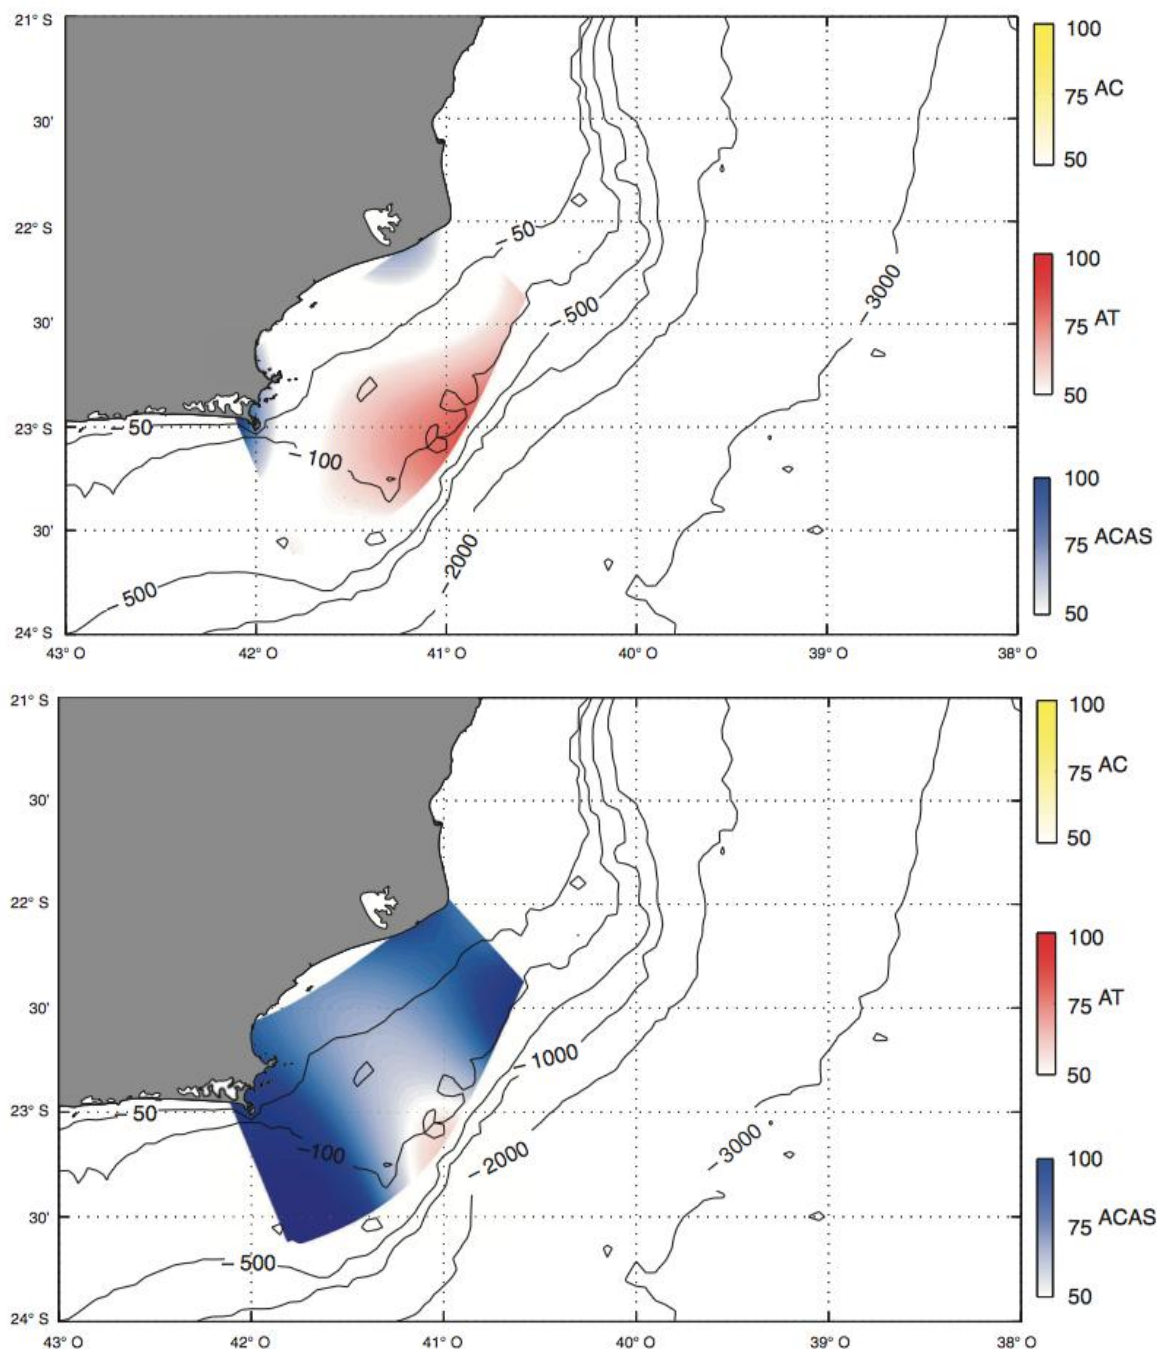 21° S
100
75 AC
50
30'
22° S
-50
100
75 AT
50
-3000
-500
30'
23° S
-50
-100
100
75 ACAS
50
30'
-2000
-500
24° S
43° O
42° O
41° O
40° O
39° O
38° O
21° S
100
75 AC
50
30'
22° S
100
75 AT
50
30'
-1000
23° S
-50
-100
-2000
-3000
100
75 ACAS
50
30'
-500
24° S
43° O
42° O
41° O
40° O
39° O
38° O